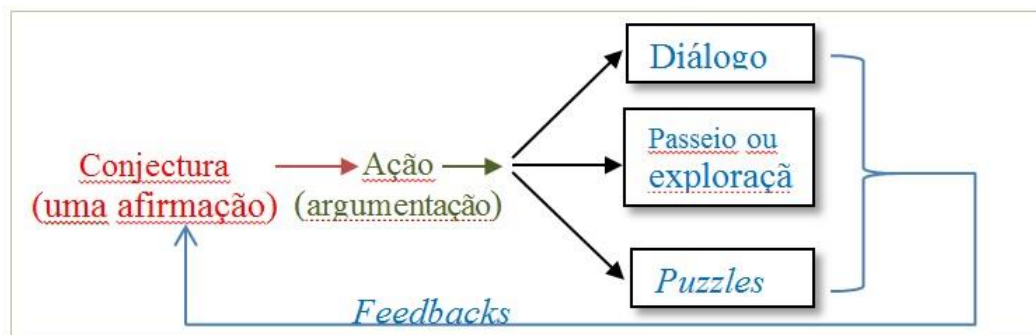 Diálogo
Passeio ou
exploraçã
Conjectura
(uma afirmação)
Ação
(argumentação)
Puzzles
Feedbacks